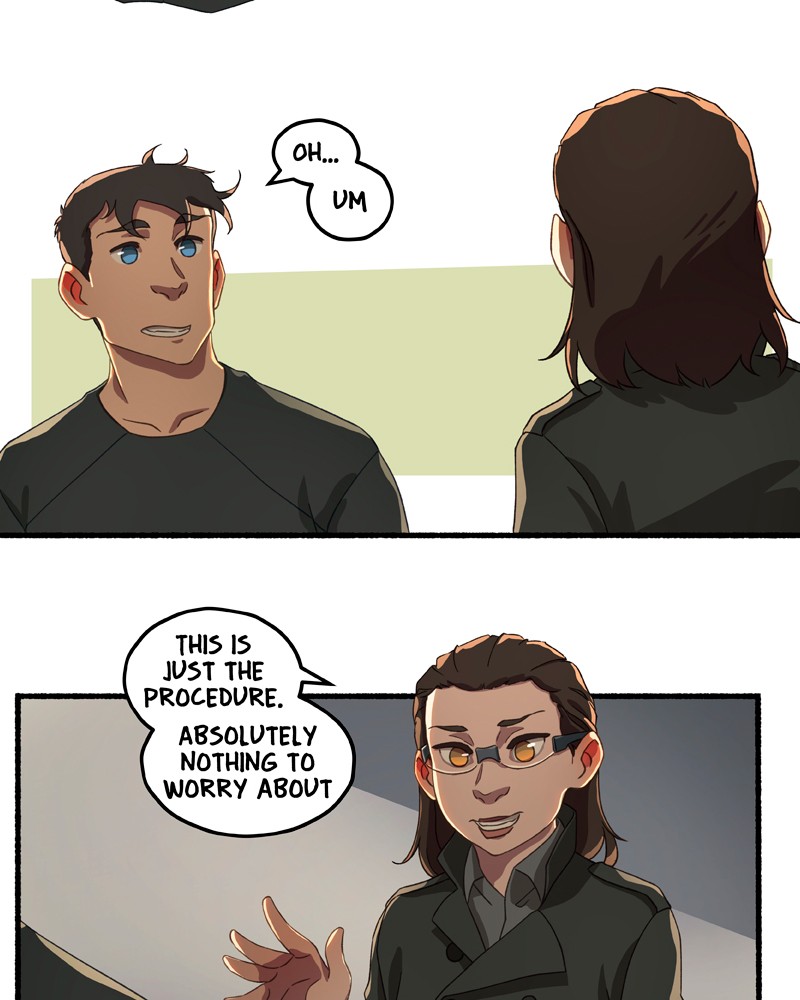 OH...
UM
THIS IS
JUST THE
PROCEDURE.
ABSOLUTELY
NOTHING TO
WORRY ABOUT